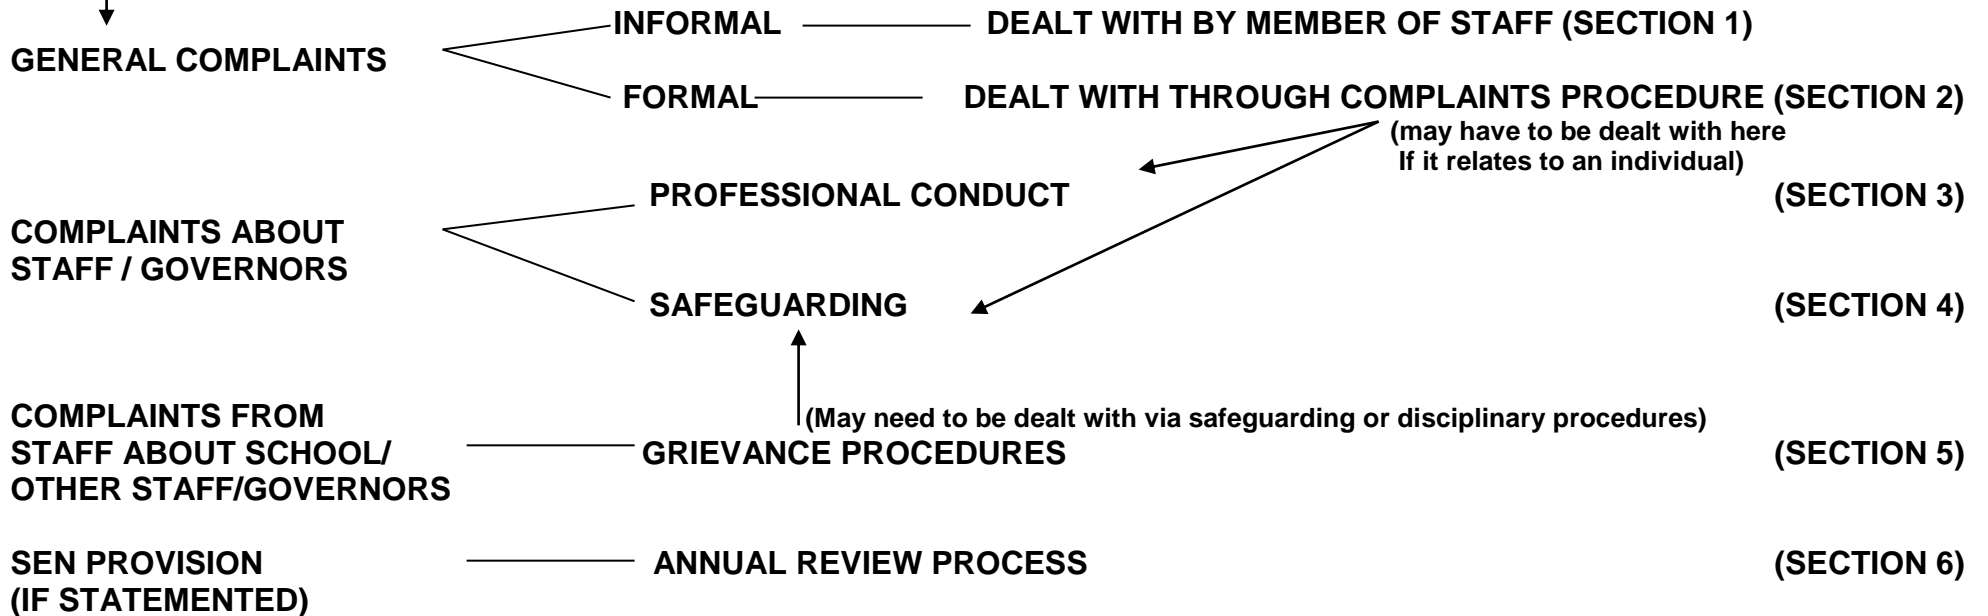 INFORMAL DEALT WITH BY MEMBER OF STAFF (SECTION 1)
GENERAL COMPLAINTS
FORMAL DEALT WITH THROUGH COMPLAINTS PROCEDURE (SECTION 2)
(may have to be dealt with here
If it relates to an individual)
PROFESSIONAL CONDUCT (SECTION 3)
COMPLAINTS ABOUT
STAFF / GOVERNORS
SAFEGUARDING (SECTION 4)
COMPLAINTS FROM (May need to be dealt with via safeguarding or disciplinary procedures)
STAFF ABOUT SCHOOL/ GRIEVANCE PROCEDURES (SECTION 5)
OTHER STAFF/GOVERNORS
SEN PROVISION ANNUAL REVIEW PROCESS (SECTION 6)
(IF STATEMENTED)